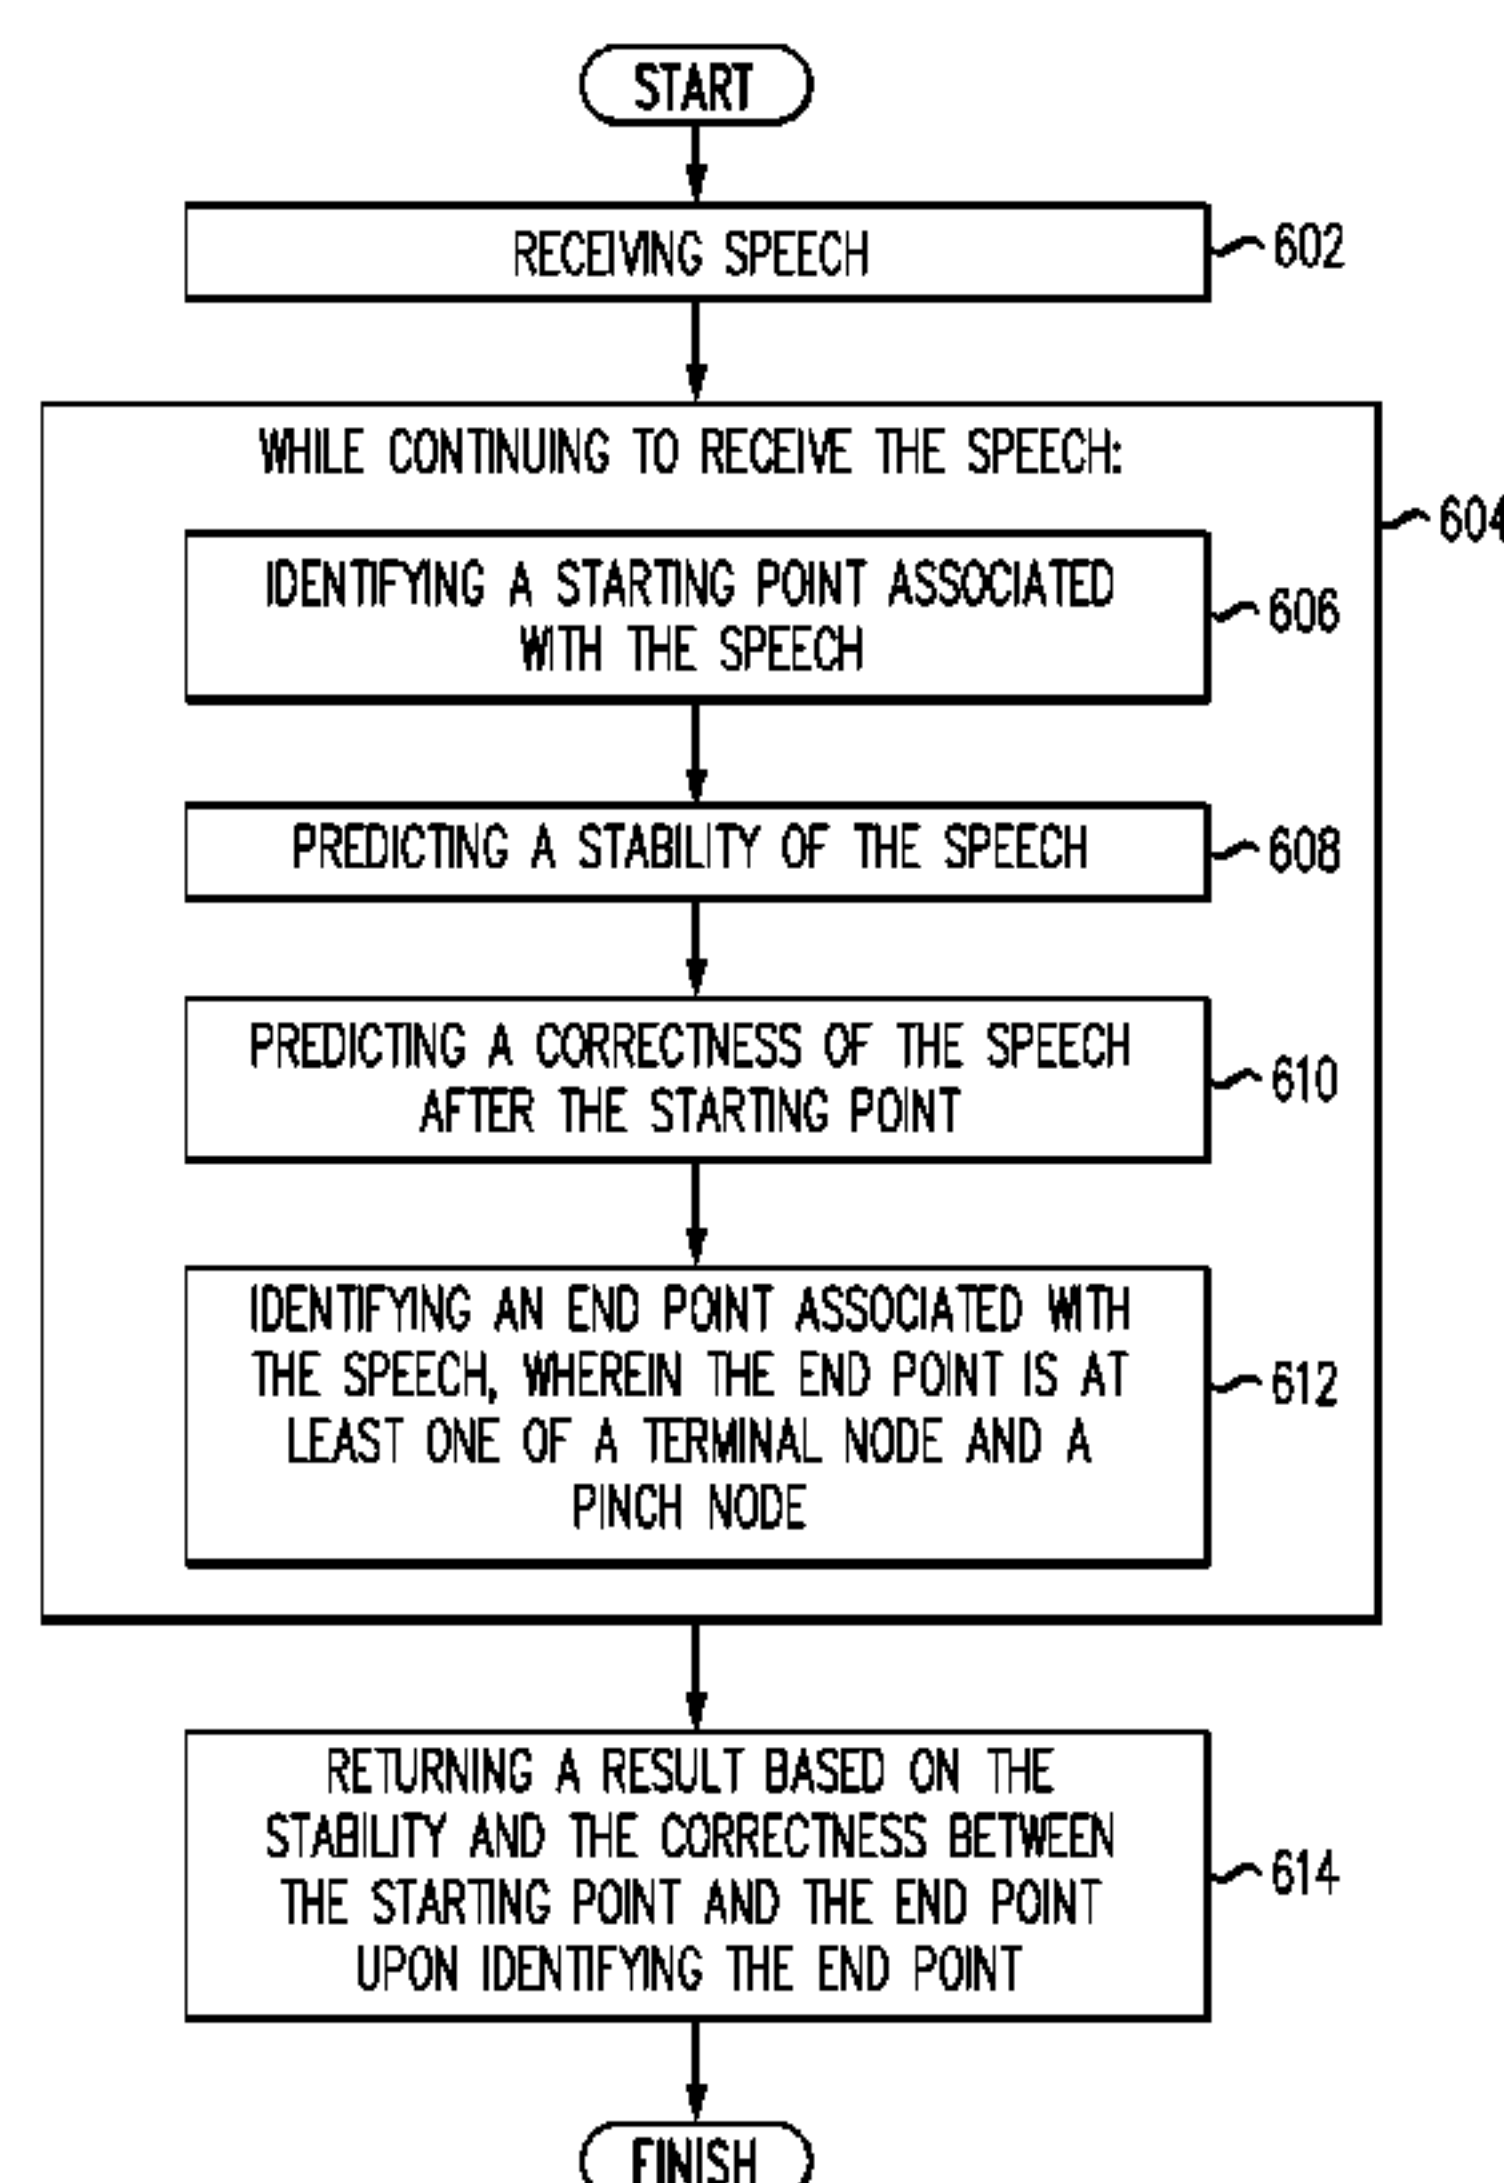 START
RECEIVING SPEECH
602
WHILE CONTINUING TO RECEIVE THE SPEECH:
604
IDENTIFYING A STARTING POINT ASSOCIATED
WITH THE SPEECH
606
PREDICTING A STABILITY OF THE SPEECH
608
PREDICTING A CORRECTNESS OF THE SPEECH
AFTER THE STARTING POINT
610
IDENTIFYING AN END POINT ASSOCIATED WITH
THE SPEECH, WHEREIN THE END POINT IS AT
LEAST ONE OF A TERMINAL NODE AND A
PINCH NODE
612
RETURNING A RESULT BASED ON THE
STABILITY AND THE CORRECTNESS BETWEEN
THE STARTING POINT AND THE END POINT
UPON IDENTIFYING THE END POINT
614
FINISH